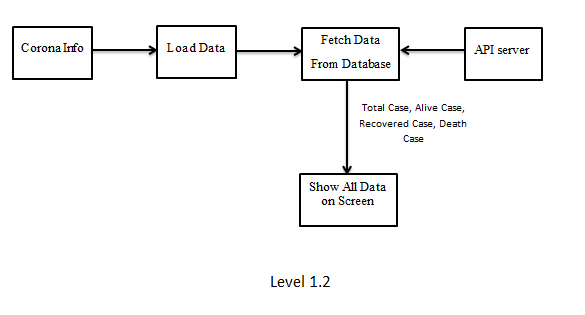 Corona Info
Load Data
Fetch Data
From Database
API server
Total Case, Alive Case,
Recovered Case, Death
Case
Show All Data
on Screen
Level 1.2